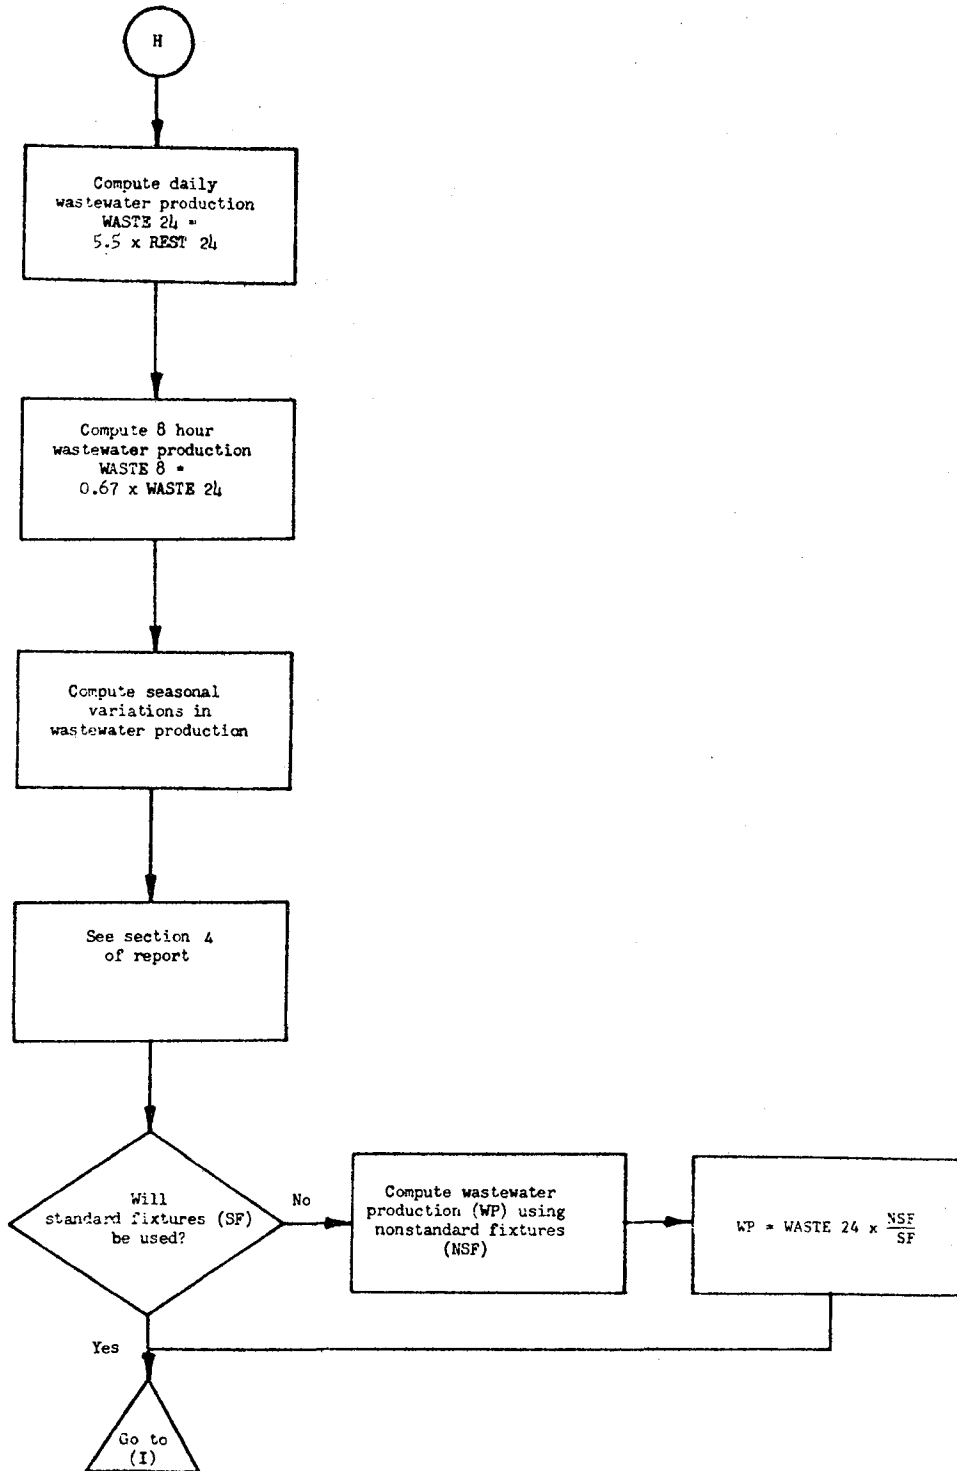 H
Compute daily
wastewater production
WASTE 24 =
5.5 x REST 24
Compute 8 hour
wastewater production
WASTE 8 =
0.67 x WASTE 24
Compute seasonal
variations in
wastewater production
See section 4
of report
Will
standard fixtures (SF)
be used?
No
Compute wastewater
production (WP) using
nonstandard fixtures
(NSF)
WP = WASTE 24 x NSF
SF
Yes
Go to
(I)